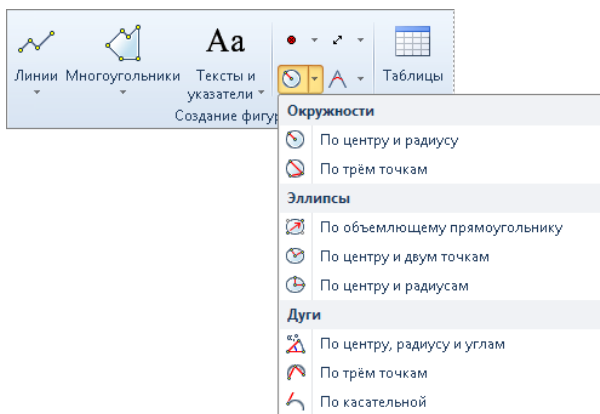 Aa
Линии Многоугольники Тексты и указатели Таблицы
Создание фигу
Окружности
По центру и радиусу
По трём точкам
Эллипсы
По объемлющему прямоугольнику
По центру и двум точкам
По центру и радиусам
Дуги
По центру, радиусу и углам
По трём точкам
По касательной